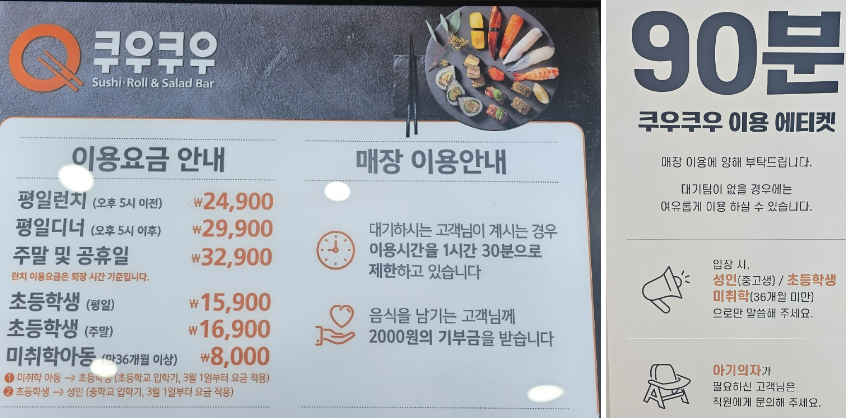 쿠우쿠우
Sushi·Roll & Salad Bar
이용요금 안내
평일런치 (오후 5시 이전) ₩24,900
평일디너 (오후 5시 이후) ₩29,900
주말 및 공휴일 ₩32,900
런치 이용요금은 퇴장 시간 기준입니다.
초등학생 (평일) ₩15,900
초등학생 (주말) ₩16,900
미취학아동 (만36개월 이상) ₩8,000
❶ 미취학 아동 → 초등학생 (초등학교 입학기, 3월 1일부터 요금 적용)
❷ 초등학생 → 성인 (중학교 입학기, 3월 1일부터 요금 적용)
매장 이용안내
대기하시는 고객님이 계시는 경우
이용시간을 1시간 30분으로
제한하고 있습니다
음식을 남기는 고객님께
2000원의 기부금을 받습니다
90분
쿠우쿠우 이용 에티켓
매장 이용에 양해 부탁드립니다.
대기팀이 없을 경우에는
여유롭게 이용 하실 수 있습니다.
입장 시,
성인(중고생) / 초등학생
미취학(36개월 미만)
으로만 말씀해 주세요.
아기의자가
필요하신 고객님은
직원에게 문의해 주세요.